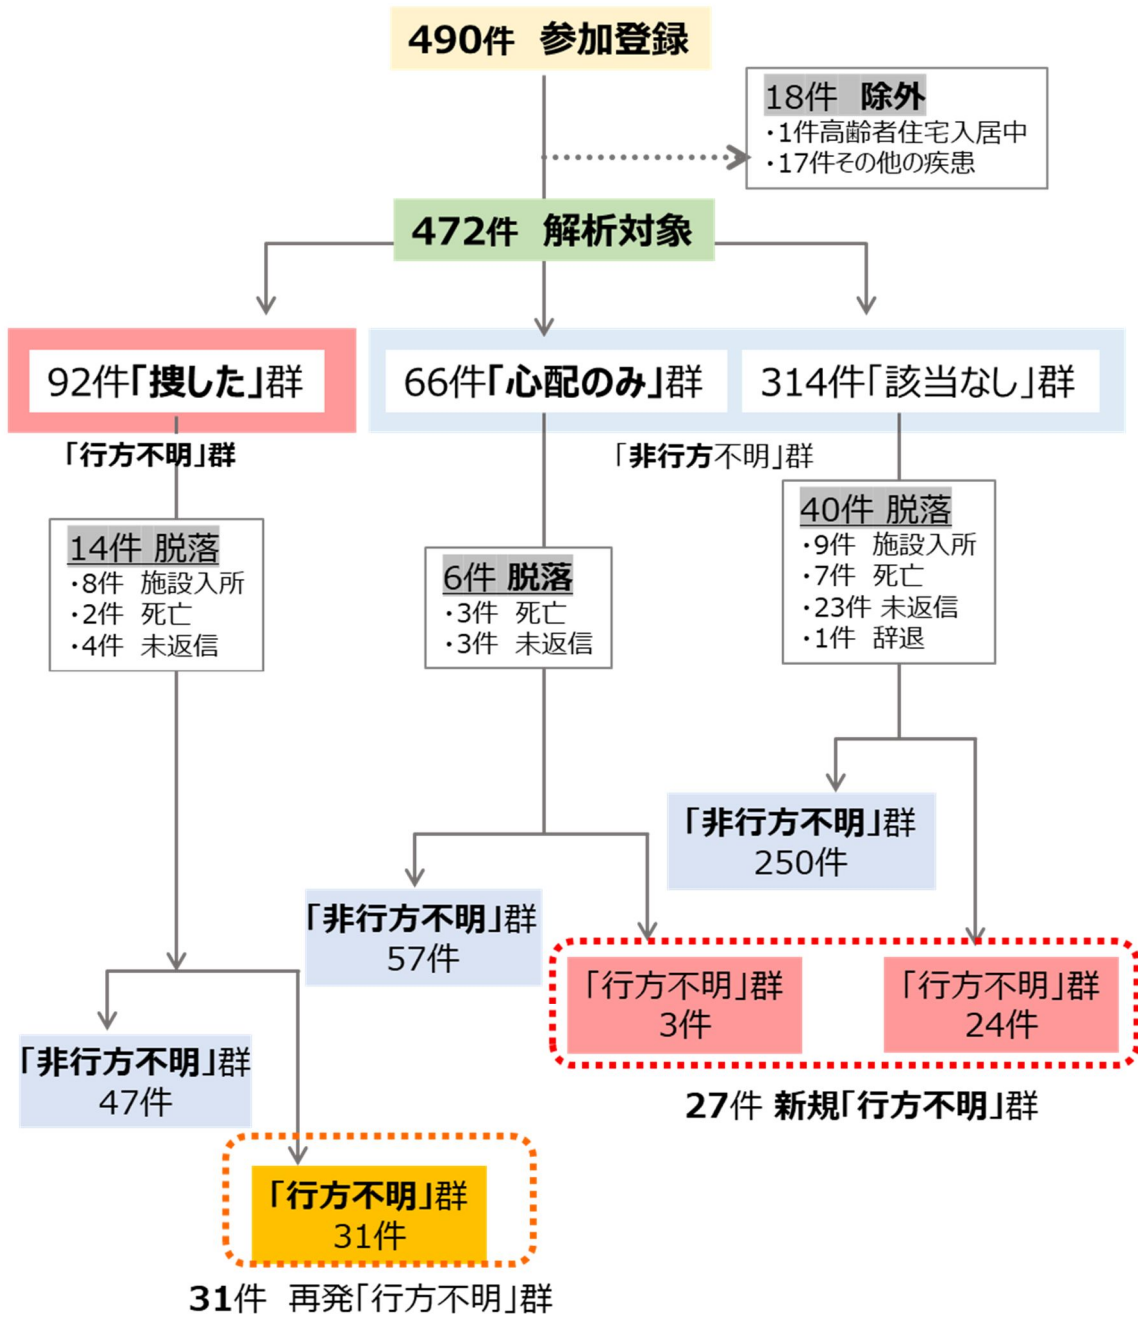 490件 参加登録
18件 除外
・1件高齢者住宅入居中
・17件その他の疾患
472件 解析対象
92件「捜した」群
66件「心配のみ」群
314件「該当なし」群
「行方不明」群
「非行方不明」群
14件 脱落
・8件 施設入所
・2件 死亡
・4件 未返信
6件 脱落
・3件 死亡
・3件 未返信
40件 脱落
・9件 施設入所
・7件 死亡
・23件 未返信
・1件 辞退
「非行方不明」群
250件
「非行方不明」群
57件
「行方不明」群
3件
「行方不明」群
24件
「非行方不明」群
47件
27件 新規「行方不明」群
「行方不明」群
31件
31件 再発「行方不明」群